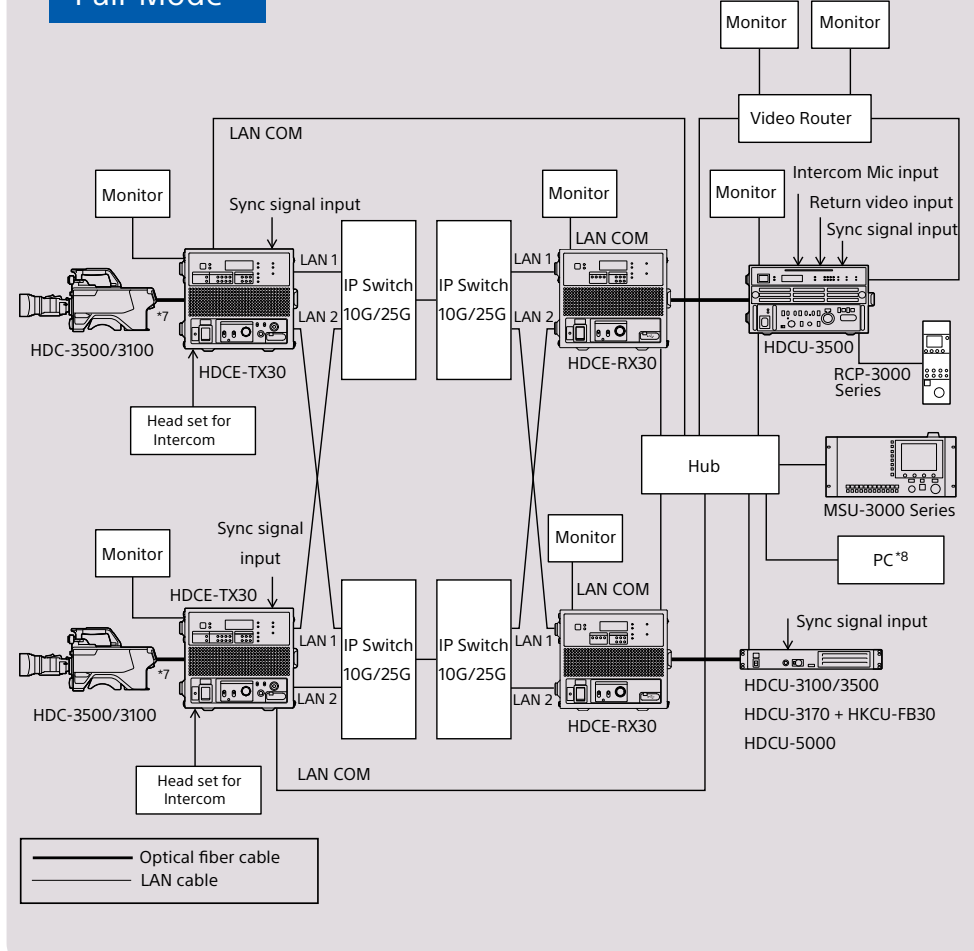 Pair Mode
Monitor
Monitor
Video Router
LAN COM
Intercom Mic input
Monitor
Sync signal input
Monitor
Monitor
Return video input
Sync signal input
LAN COM
LAN 1
LAN 1
IP Switch
10G/25G
IP Switch
10G/25G
*7
LAN 2
LAN 2
HDC-3500/3100
HDCE-TX30
HDCE-RX30
HDCU-3500
RCP-3000
Series
Head set for
Intercom
Hub
MSU-3000 Series
Sync signal
input
Monitor
Monitor
PC*8
HDCE-TX30
LAN COM
Sync signal input
LAN 1
LAN 1
IP Switch
10G/25G
IP Switch
10G/25G
*7
LAN 2
LAN 2
HDC-3500/3100
HDCE-RX30
HDCU-3100/3500
HDCU-3170 + HKCU-FB30
HDCU-5000
Head set for
Intercom
LAN COM
Optical fiber cable
LAN cable